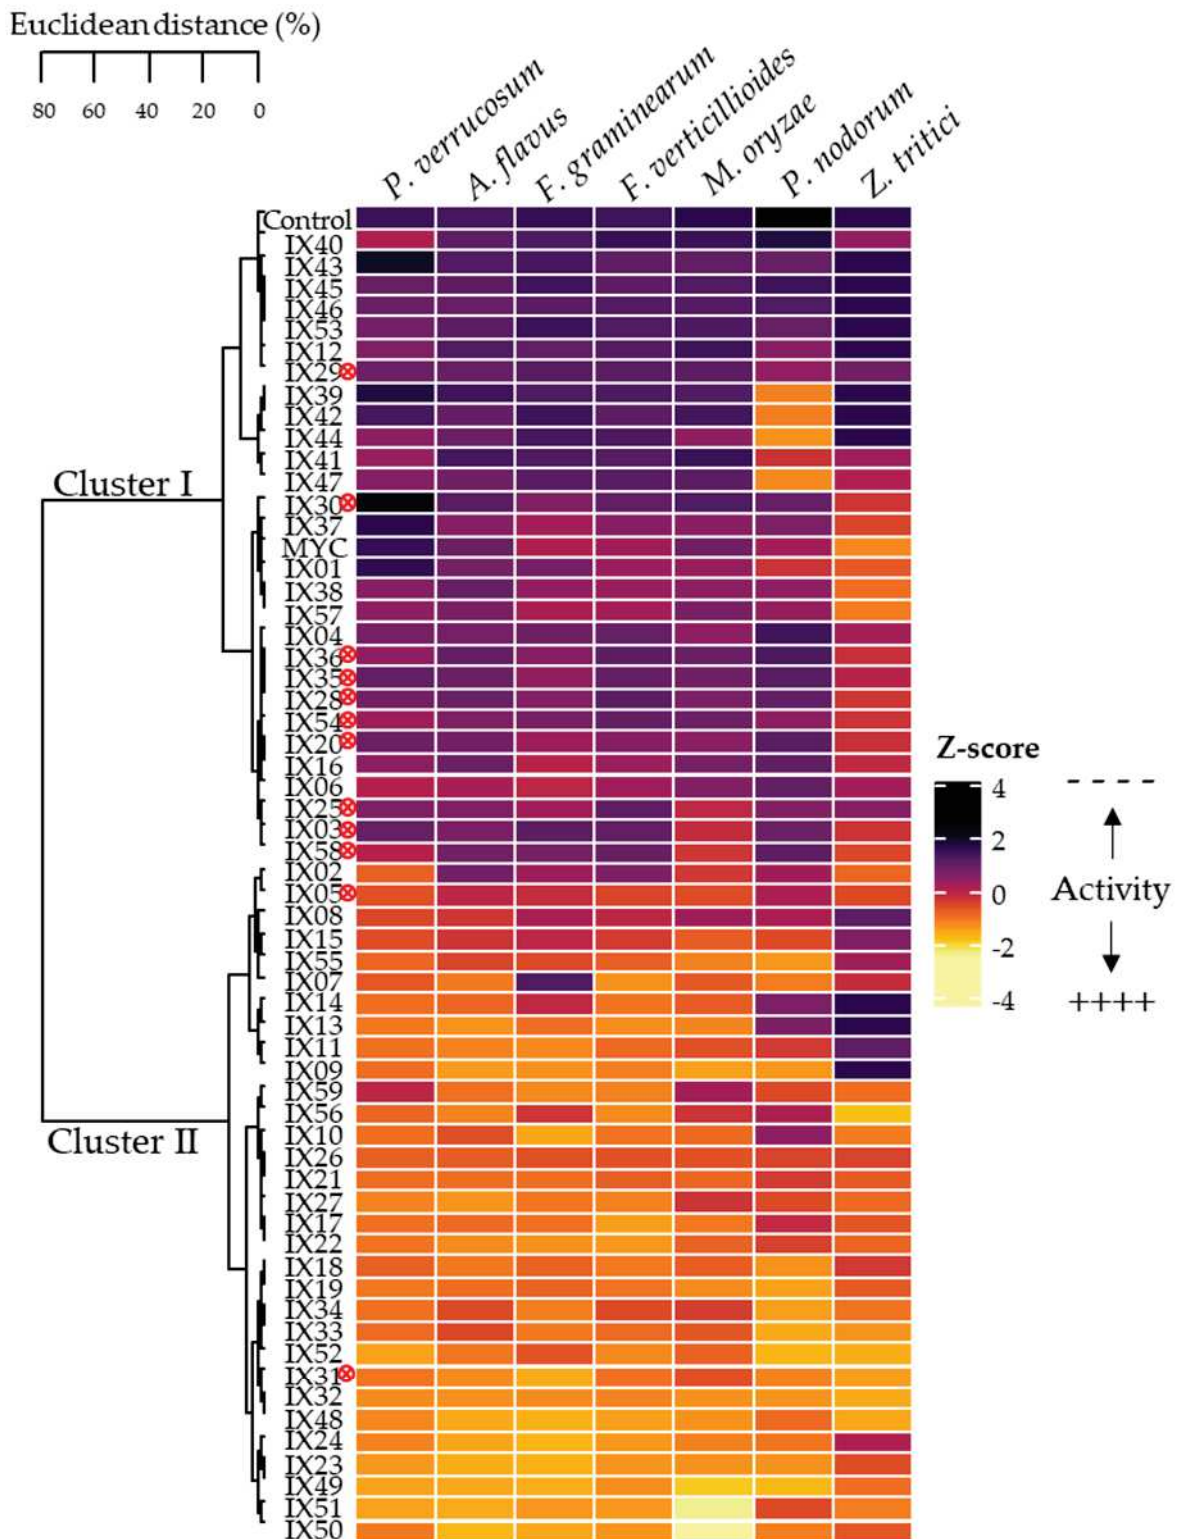 Euclidean distance (%)
80 60 40 20 0
P. verrucosum
A. flavus
F. graminearum
F. verticillioides
M. oryzae
P. nodorum
Z. tritici
Control
IX40
IX43
IX45
IX46
IX53
IX12
IX29
IX39
IX42
IX44
IX41
IX47
Cluster I
IX30
IX37
MYC
IX01
IX38
IX57
IX04
IX36
IX35
IX28
IX54
IX20
IX16
IX06
IX25
IX03
IX58
IX02
IX05
IX08
IX15
IX55
IX07
IX14
IX13
IX11
IX09
IX59
IX56
Cluster II
IX10
IX26
IX21
IX27
IX17
IX22
IX18
IX19
IX34
IX33
IX52
IX31
IX32
IX48
IX24
IX23
IX49
IX51
IX50
Z-score
4
2
0
-2
-4
- - - -
Activity
++++